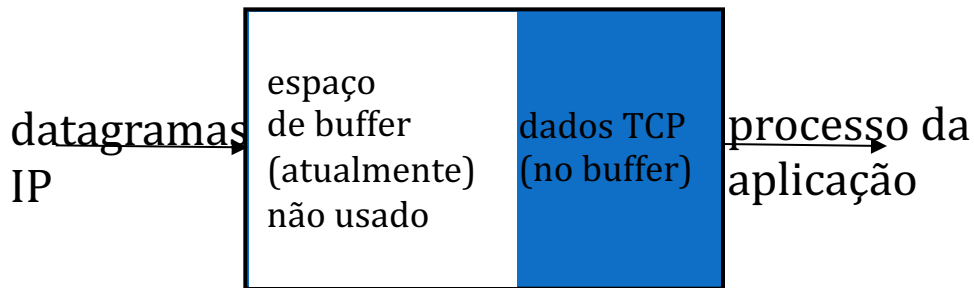 datagramas
IP
espaço
de buffer
(atualmente)
não usado
dados TCP
(no buffer)
processo da
aplicação